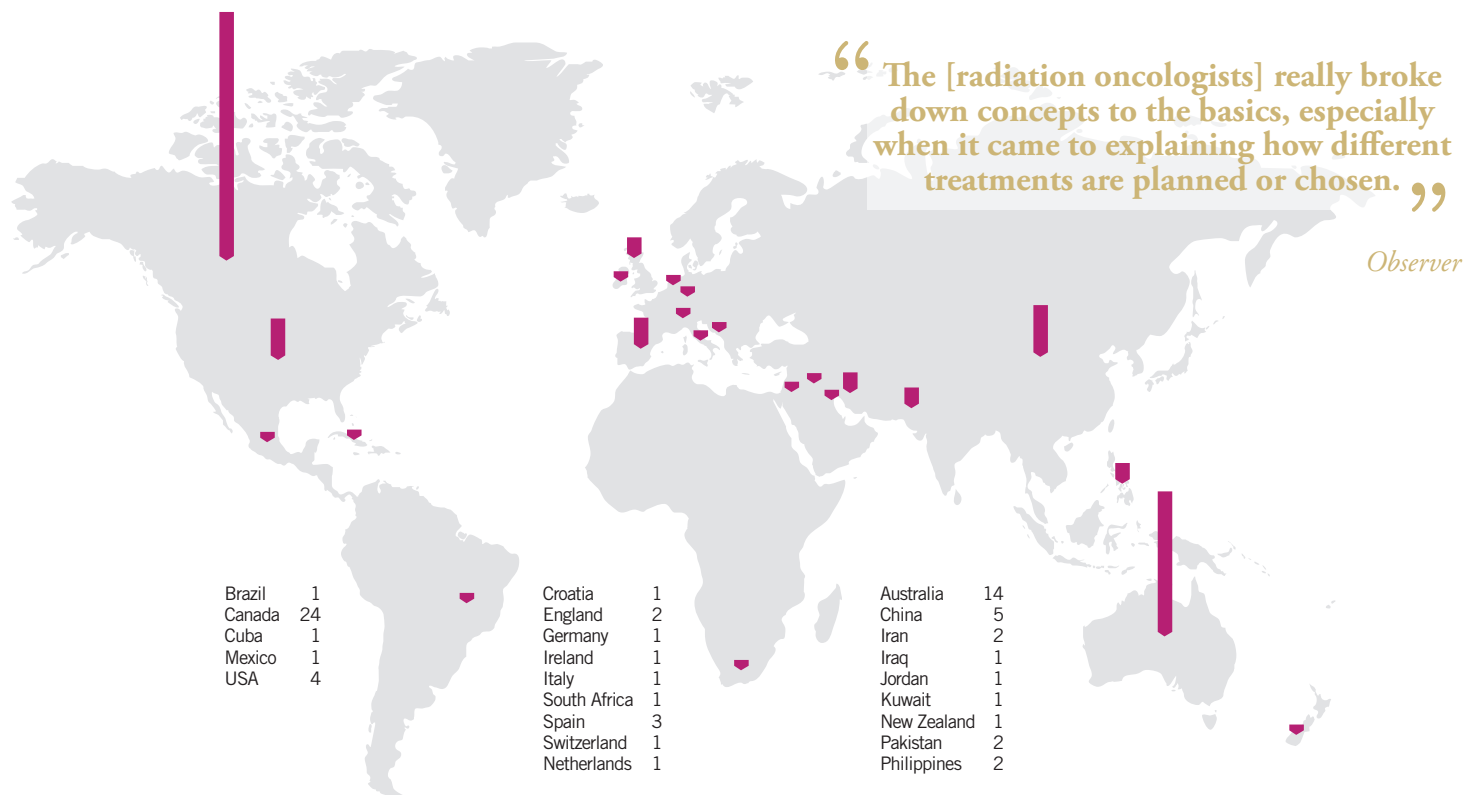 “ The [radiation oncologists] really broke
down concepts to the basics, especially
when it came to explaining how different
treatments are planned or chosen. ”
Observer
Brazil 1
Canada 24
Cuba 1
Mexico 1
USA 4
Croatia 1
England 2
Germany 1
Ireland 1
Italy 1
South Africa 1
Spain 3
Switzerland 1
Netherlands 1
Australia 14
China 5
Iran 2
Iraq 1
Jordan 1
Kuwait 1
New Zealand 1
Pakistan 2
Philippines 2